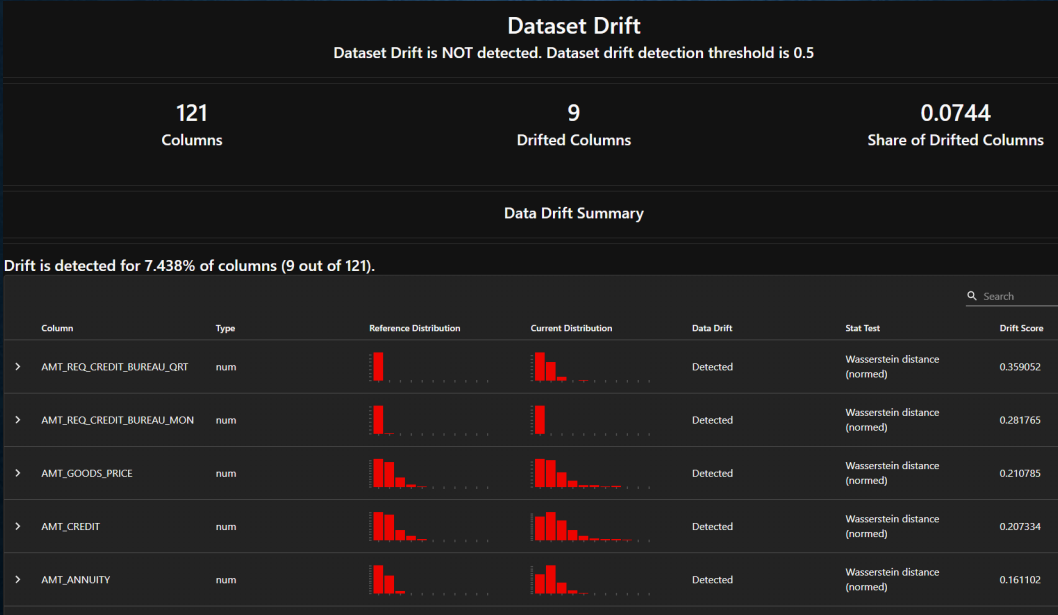 Dataset Drift
Dataset Drift is NOT detected. Dataset drift detection threshold is 0.5
121
Columns
9
Drifted Columns
0.0744
Share of Drifted Columns
Data Drift Summary
Drift is detected for 7.438% of columns (9 out of 121).
Search
Column Type Reference Distribution Current Distribution Data Drift Stat Test Drift Score
AMT_REQ_CREDIT_BUREAU_QRT num Detected Wasserstein distance (normed) 0.359052
AMT_REQ_CREDIT_BUREAU_MON num Detected Wasserstein distance (normed) 0.281765
AMT_GOODS_PRICE num Detected Wasserstein distance (normed) 0.210785
AMT_CREDIT num Detected Wasserstein distance (normed) 0.207334
AMT_ANNUITY num Detected Wasserstein distance (normed) 0.161102